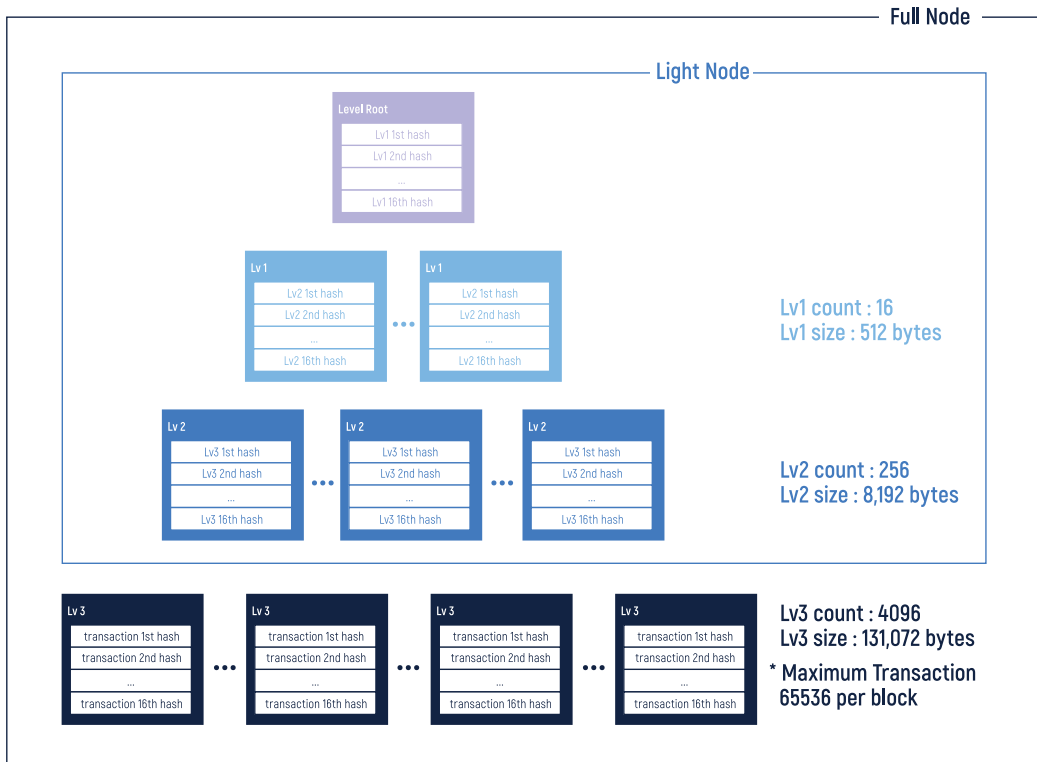 Full Node
Light Node
Level Root
Lv1 1st hash
Lv1 2nd hash
...
Lv1 16th hash
Lv 1
Lv2 1st hash
Lv2 2nd hash
...
Lv2 16th hash
•••
Lv 1
Lv2 1st hash
Lv2 2nd hash
...
Lv2 16th hash
Lv1 count : 16
Lv1 size : 512 bytes
Lv 2
Lv3 1st hash
Lv3 2nd hash
...
Lv3 16th hash
•••
Lv 2
Lv3 1st hash
Lv3 2nd hash
...
Lv3 16th hash
•••
Lv 2
Lv3 1st hash
Lv3 2nd hash
...
Lv3 16th hash
Lv2 count : 256
Lv2 size : 8,192 bytes
Lv 3
transaction 1st hash
transaction 2nd hash
...
transaction 16th hash
•••
Lv 3
transaction 1st hash
transaction 2nd hash
...
transaction 16th hash
•••
Lv 3
transaction 1st hash
transaction 2nd hash
...
transaction 16th hash
•••
Lv 3
transaction 1st hash
transaction 2nd hash
...
transaction 16th hash
Lv3 count : 4096
Lv3 size : 131,072 bytes
* Maximum Transaction
65536 per block